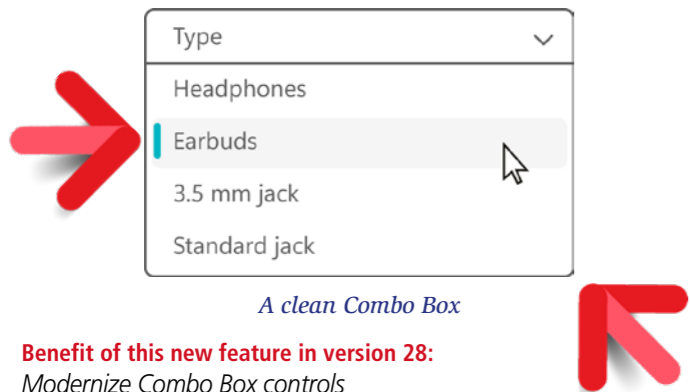 Type
Headphones
Earbuds
3.5 mm jack
Standard jack
A clean Combo Box
Benefit of this new feature in version 28:
Modernize Combo Box controls